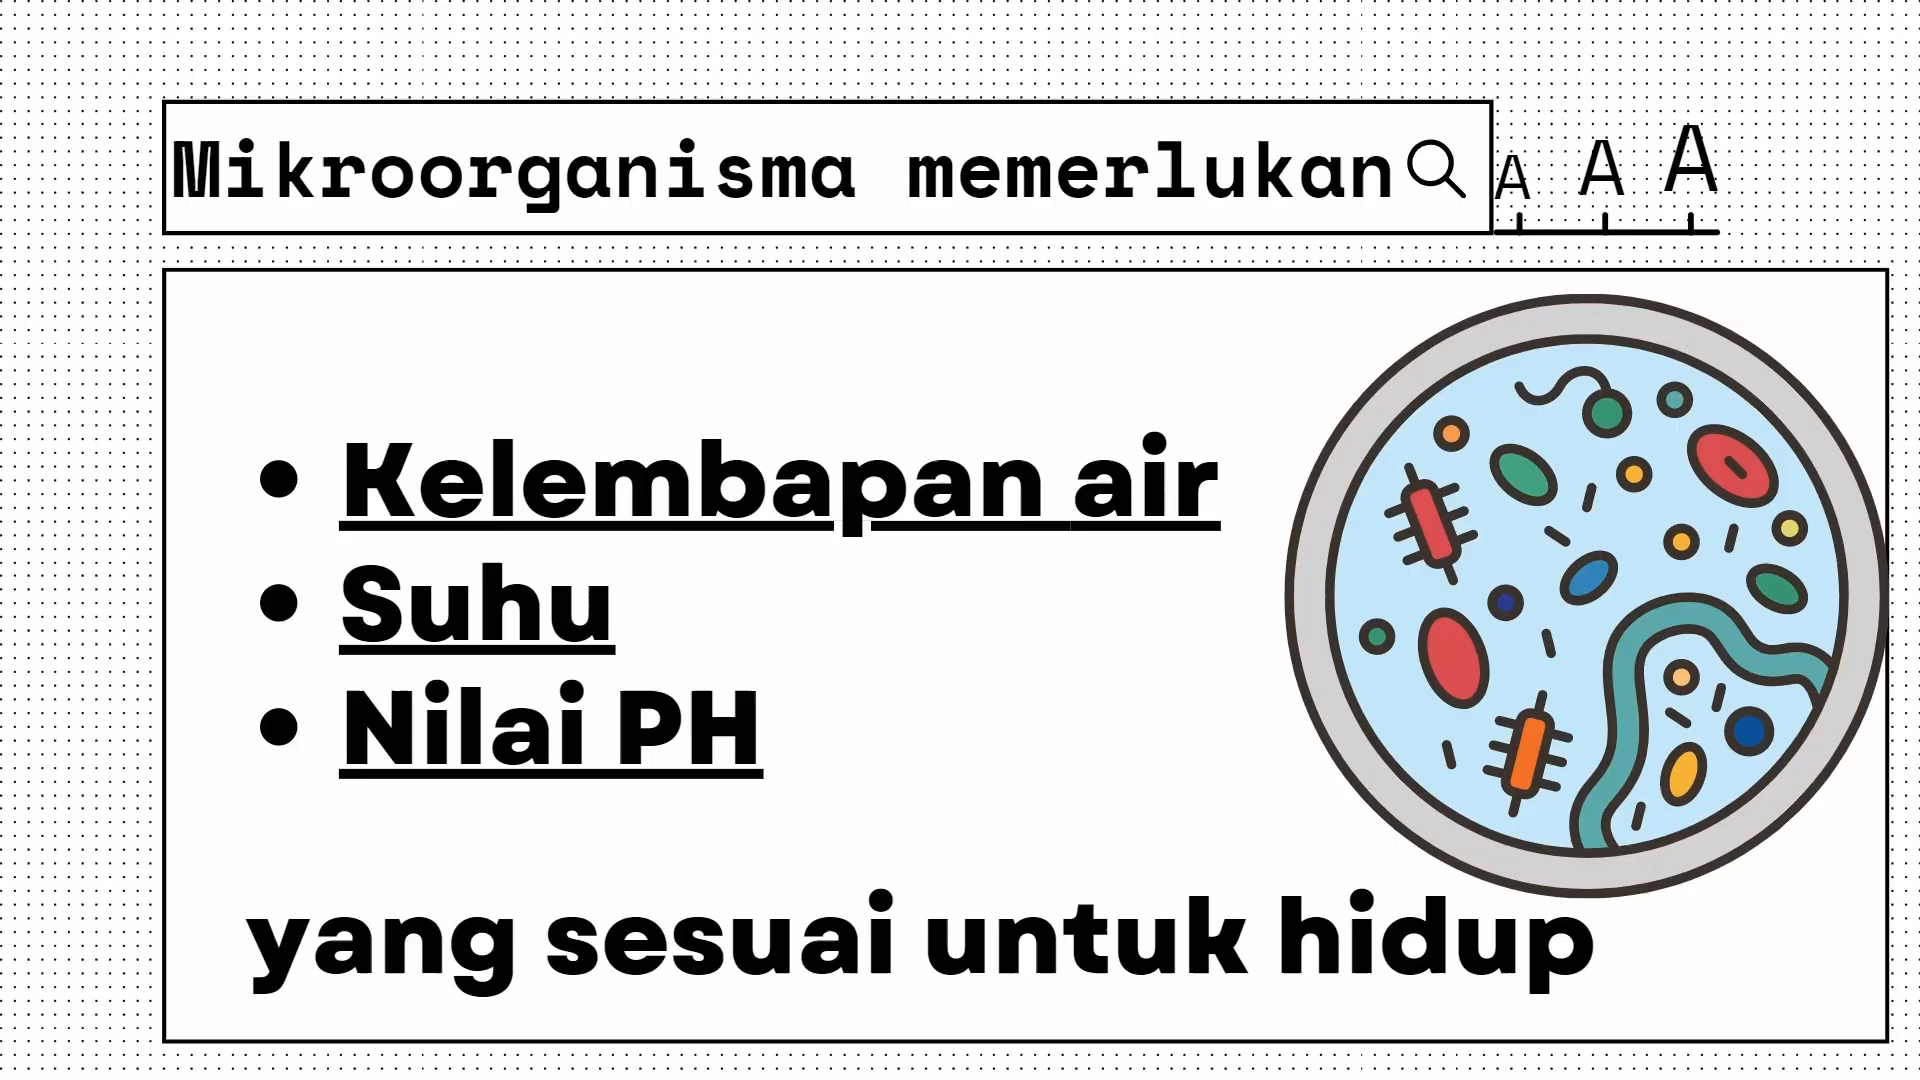 Mikroorganisma memerlukan
A A A
• Kelembapan air
• Suhu
• Nilai PH
yang sesuai untuk hidup